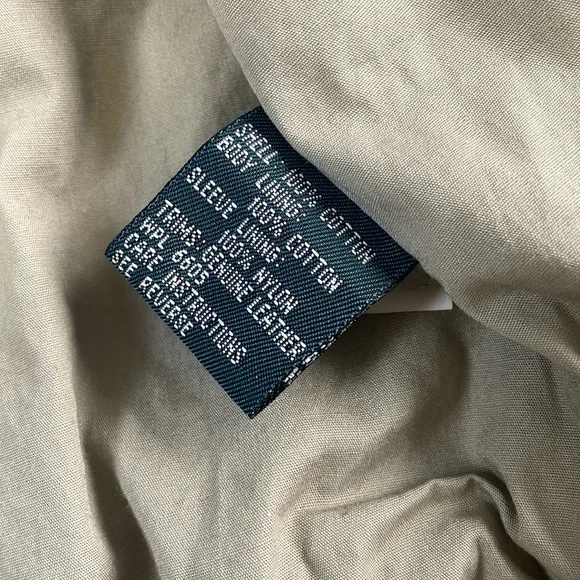 SHELL: 100% COTTON
BODY LINING:
100% COTTON
SLEEVE LINING:
100% NYLON
TRIMS: GENUINE LEATHER
WPL 6605
CARE INSTRUCTIONS
SEE REVERSE